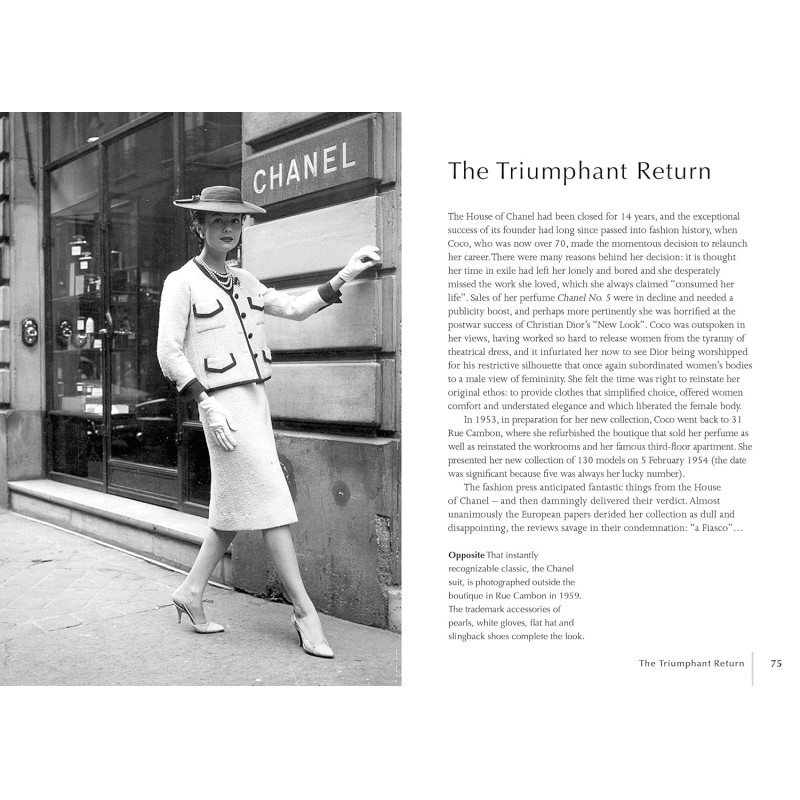 CHANEL
The Triumphant Return
The House of Chanel had been closed for 14 years, and the exceptional
success of its founder had long since passed into fashion history, when
Coco, who was now over 70, made the momentous decision to relaunch
her career. There were many reasons behind her decision: it is thought
her time in exile had left her lonely and bored and she desperately
missed the work she loved, which she always claimed “consumed her
life”. Sales of her perfume Chanel No. 5 were in decline and needed a
publicity boost, and perhaps more pertinently she was horrified at the
postwar success of Christian Dior’s “New Look”. Coco was outspoken in
her views, having worked so hard to release women from the tyranny of
theatrical dress, and it infuriated her now to see Dior being worshipped
for his restrictive silhouette that once again subordinated women’s bodies
to a male view of femininity. She felt the time was right to reinstate her
original ethos: to provide clothes that simplified choice, offered women
comfort and understated elegance and which liberated the female body.
In 1953, in preparation for her new collection, Coco went back to 31
Rue Cambon, where she refurbished the boutique that sold her perfume as
well as reinstated the workrooms and her famous third-floor apartment. She
presented her new collection of 130 models on 5 February 1954 (the date
was significant because five was always her lucky number).
The fashion press anticipated fantastic things from the House
of Chanel – and then damningly delivered their verdict. Almost
unanimously the European papers derided her collection as dull and
disappointing, the reviews savage in their condemnation: “a Fiasco”…
Opposite That instantly
recognizable classic, the Chanel
suit, is photographed outside the
boutique in Rue Cambon in 1959.
The trademark accessories of
pearls, white gloves, flat hat and
slingback shoes complete the look.
The Triumphant Return 75